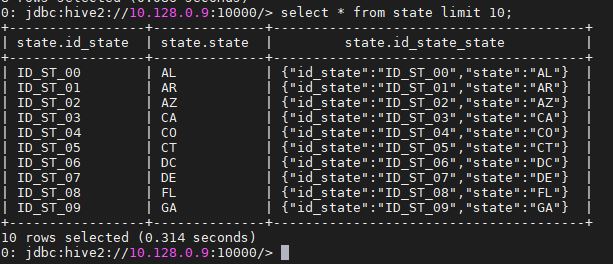 0: jdbc:hive2://10.128.0.9:10000/> select * from state limit 10;
+-----------------+--------------+--------------------------------------+
| state.id_state  | state.state  |         state.id_state_state         |
+-----------------+--------------+--------------------------------------+
| ID_ST_00        | AL           | {"id_state":"ID_ST_00","state":"AL"}  |
| ID_ST_01        | AR           | {"id_state":"ID_ST_01","state":"AR"}  |
| ID_ST_02        | AZ           | {"id_state":"ID_ST_02","state":"AZ"}  |
| ID_ST_03        | CA           | {"id_state":"ID_ST_03","state":"CA"}  |
| ID_ST_04        | CO           | {"id_state":"ID_ST_04","state":"CO"}  |
| ID_ST_05        | CT           | {"id_state":"ID_ST_05","state":"CT"}  |
| ID_ST_06        | DC           | {"id_state":"ID_ST_06","state":"DC"}  |
| ID_ST_07        | DE           | {"id_state":"ID_ST_07","state":"DE"}  |
| ID_ST_08        | FL           | {"id_state":"ID_ST_08","state":"FL"}  |
| ID_ST_09        | GA           | {"id_state":"ID_ST_09","state":"GA"}  |
+-----------------+--------------+--------------------------------------+
10 rows selected (0.314 seconds)
0: jdbc:hive2://10.128.0.9:10000/>